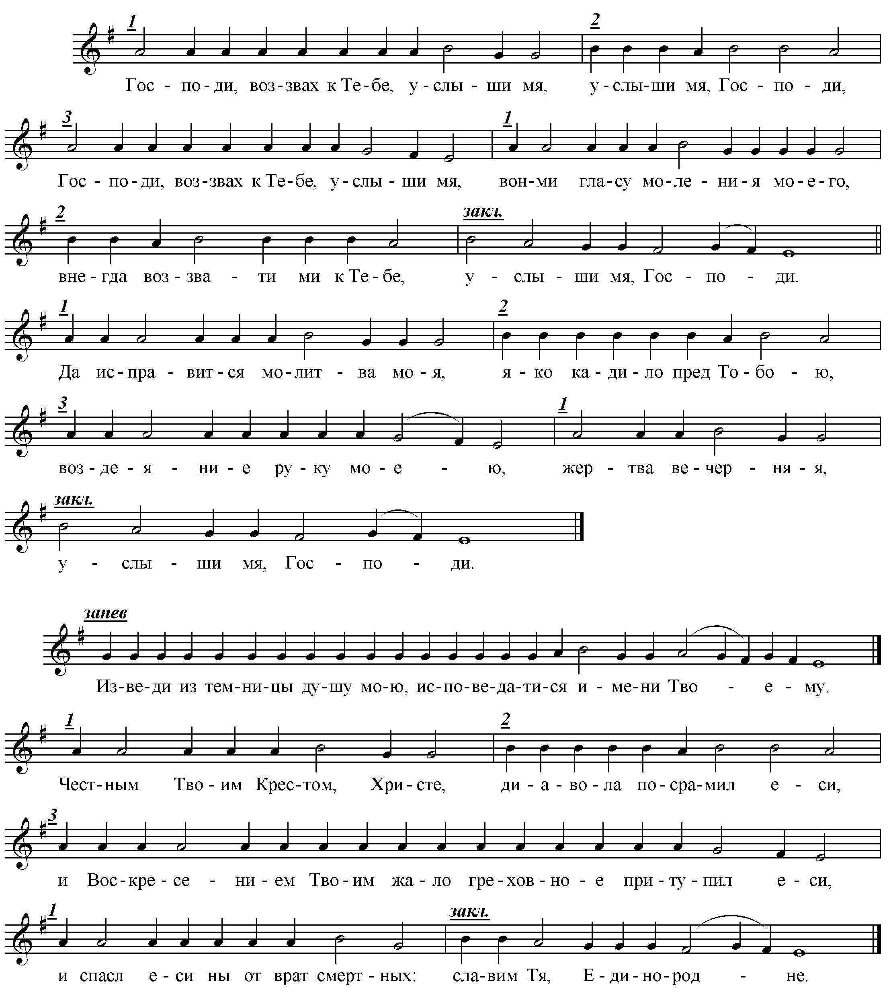 1 2
Гос - по - ди, воз - звах к Те - бе, у - слы - ши мя, у - слы - ши мя, Гос - по - ди,
3 1
Гос - по - ди, воз - звах к Те - бе, у - слы - ши мя, вон - ми гла - су мо - ле - ни - я мо - е - го,
2 закл.
вне - гда воз - зва - ти ми к Те - бе, у - слы - ши мя, Гос - по - ди.
1 2
Да ис - пра - вит - ся мо - лит - ва мо - я, я - ко ка - ди - ло пред То - бо - ю,
3 1
воз - де - я - ни - е ру - ку мо - е - ю, жер - тва ве - чер - ня - я,
закл.
у - слы - ши мя, Гос - по - ди.
запев
Из - ве - ди из тем - ни - цы ду - шу мо - ю, ис - по - ве - да - ти - ся и - ме - ни Тво - е - му.
1 2
Чест - ным Тво - им Крес - том, Хри - сте, ди - а - во - ла по - сра - мил е - си,
3
и Вос - кре - се - ни - ем Тво - им жа - ло гре - хов - но - е при - ту - пил е - си,
1 закл.
и спасл е - си ны от врат смерт - ных: сла - вим Тя, Е - ди - но - род - не.